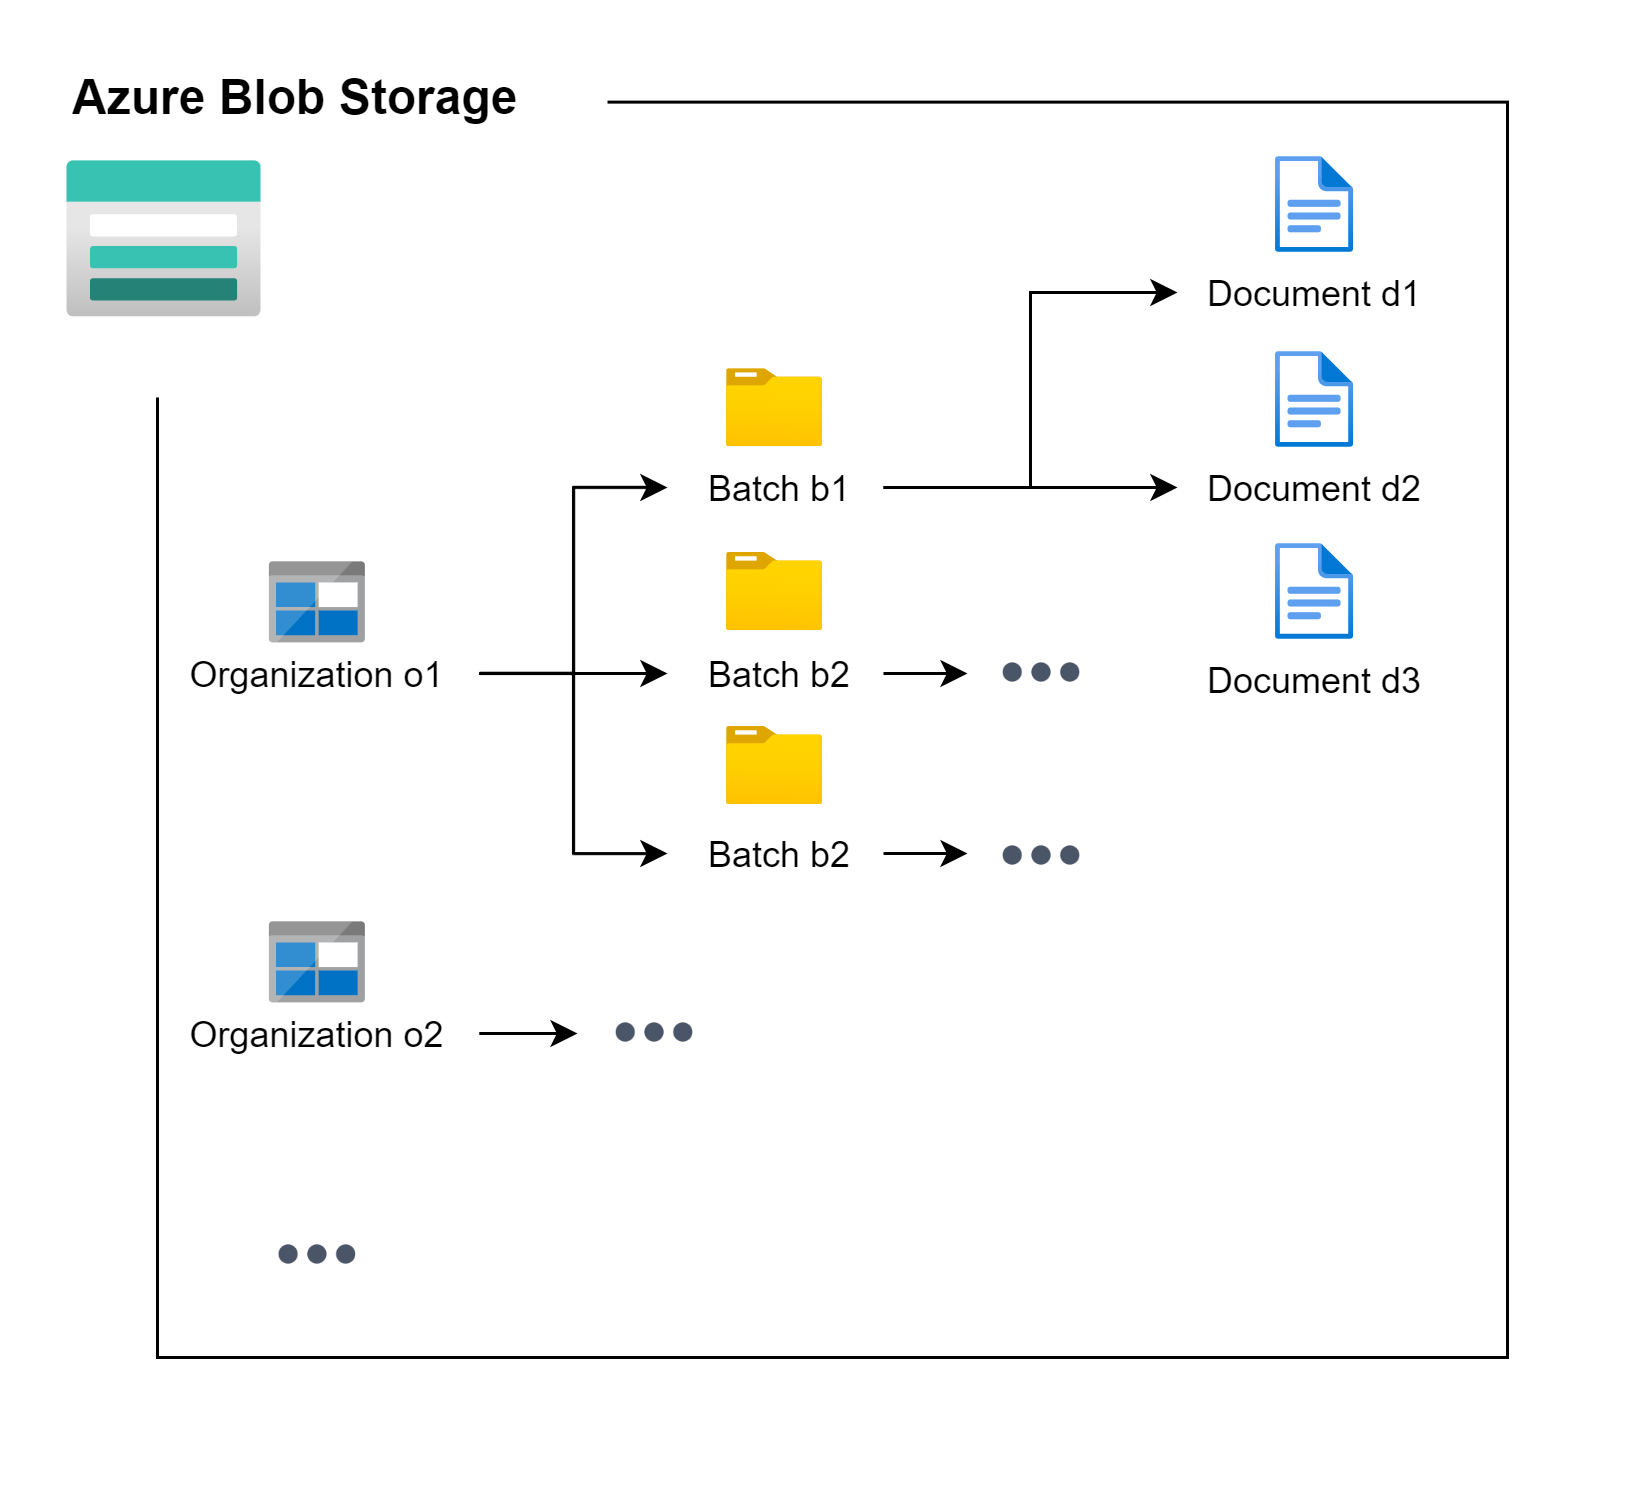 Azure Blob Storage
Document d1
Batch b1
Document d2
Organization o1
Batch b2
Document d3
Batch b2
Organization o2